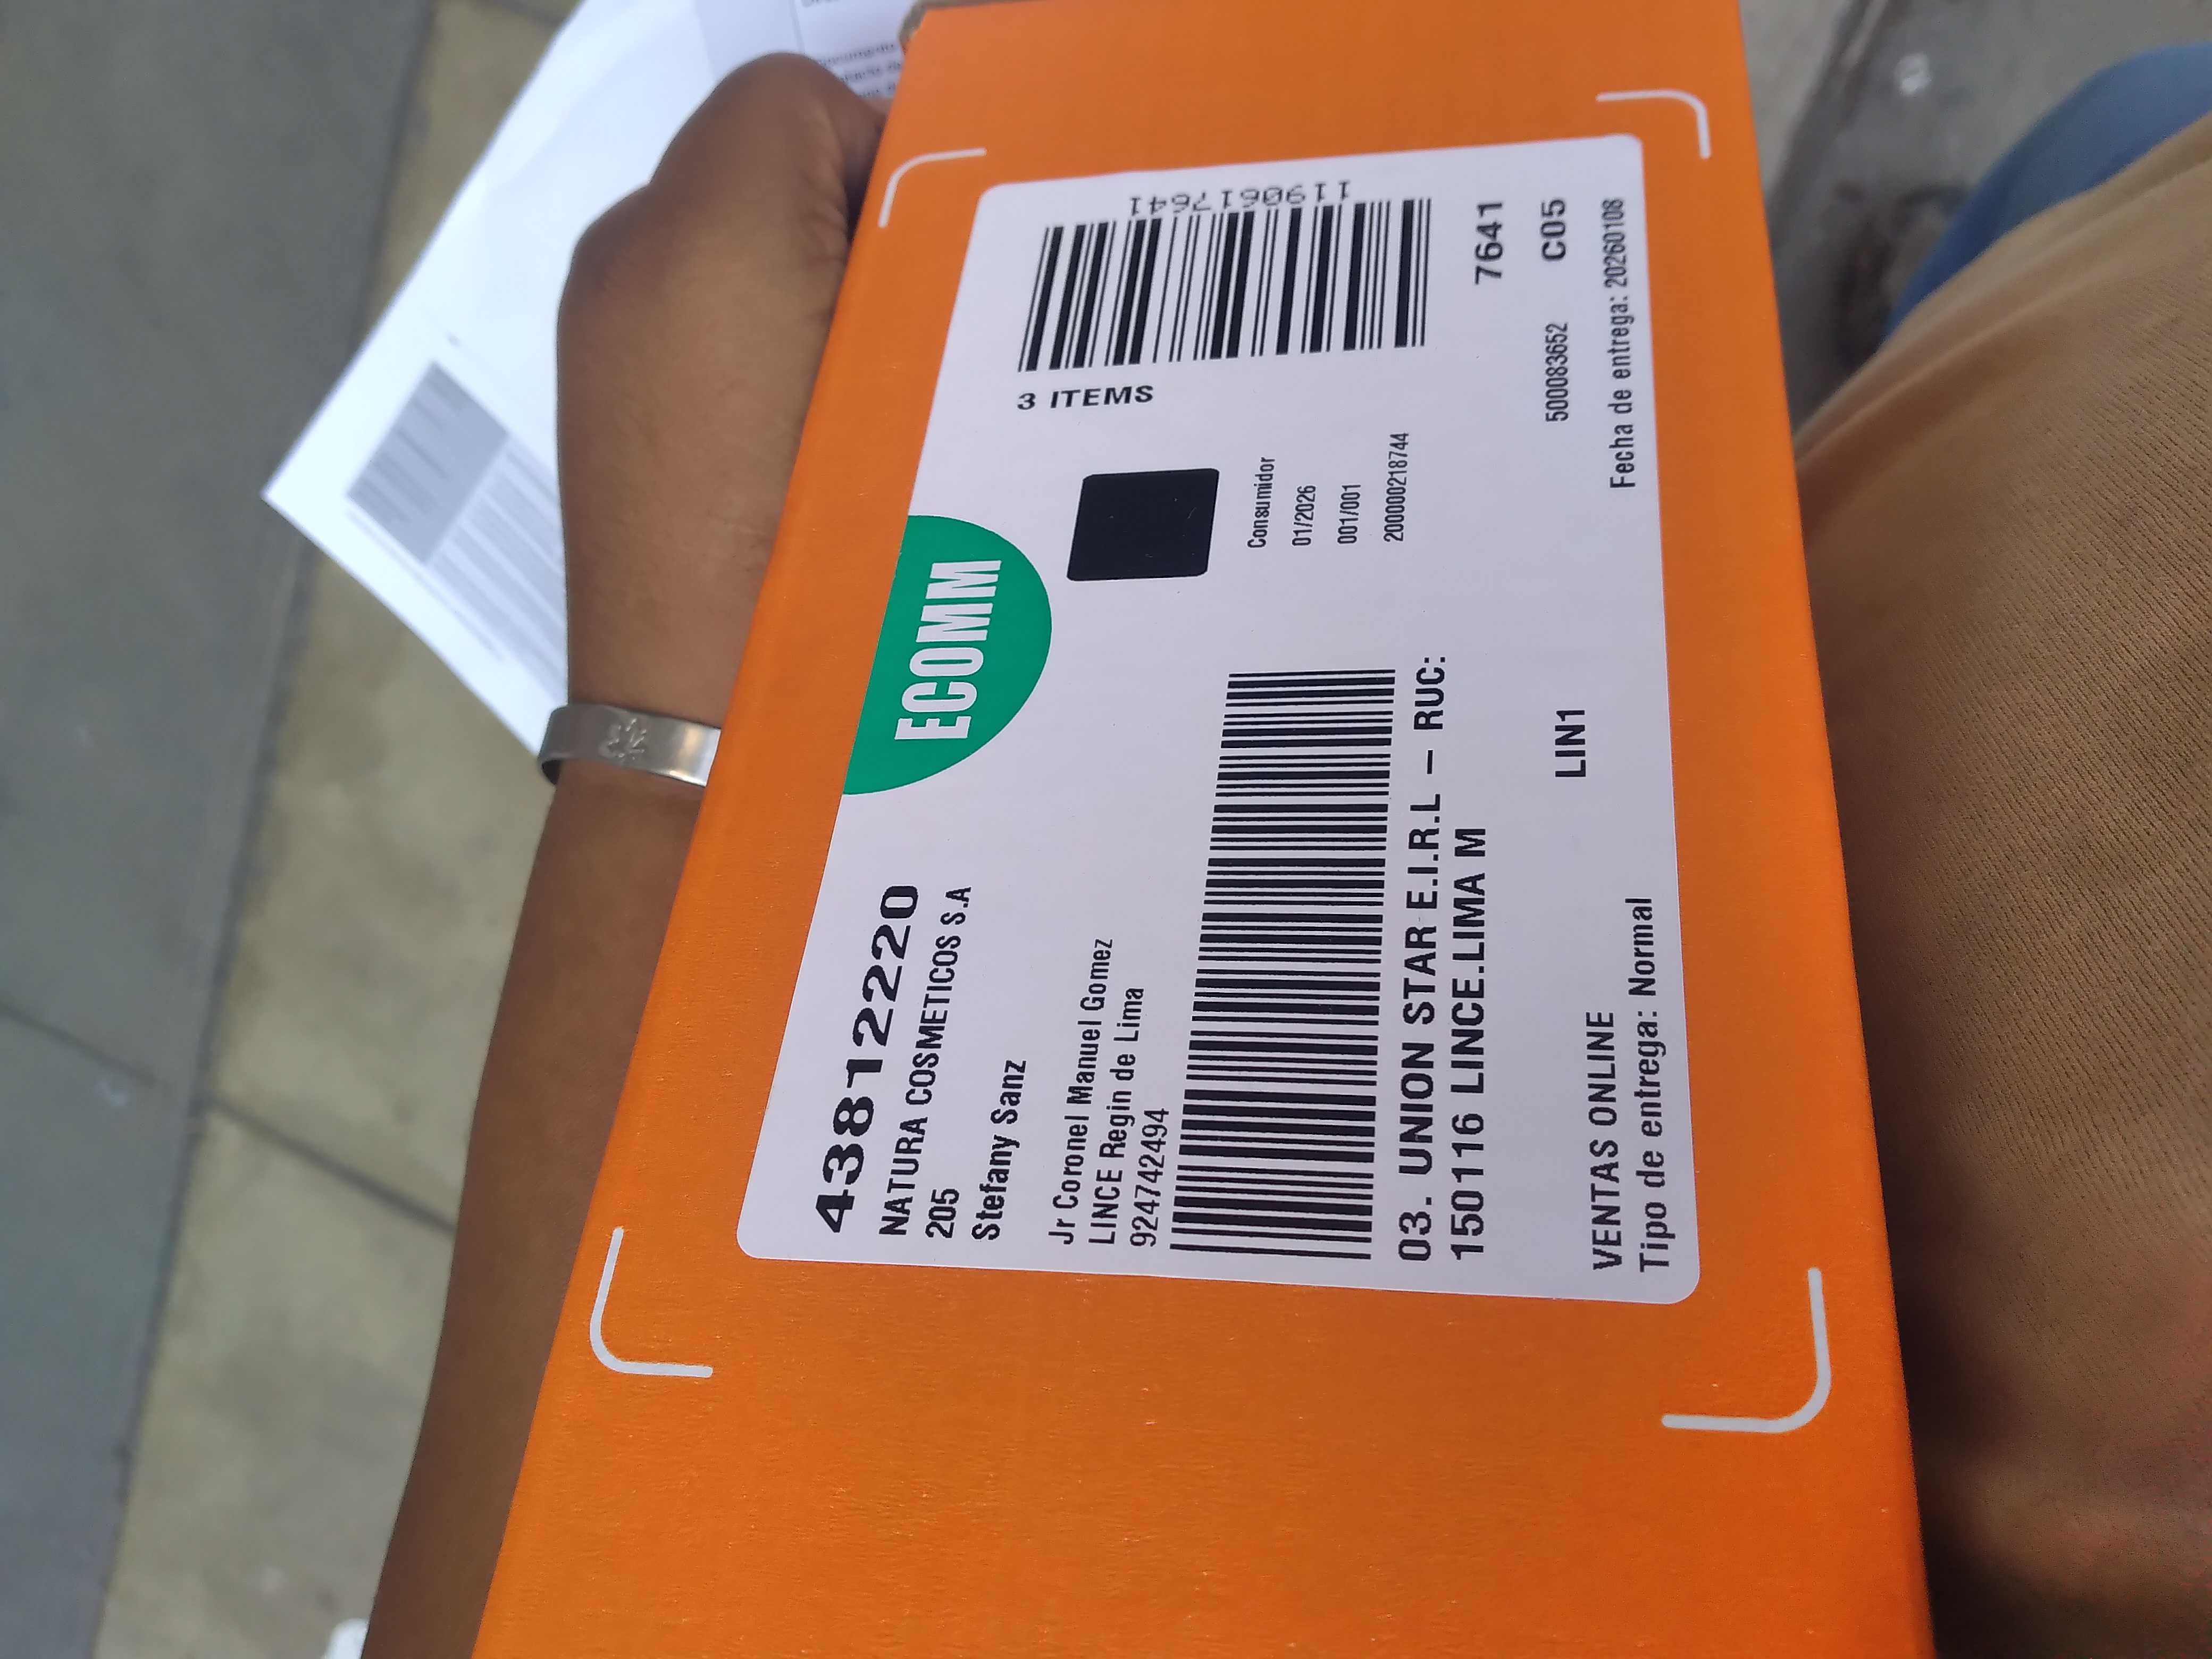 43812220
NATURA COSMETICOS S.A
205
Stefany Sanz
Jr Coronel Manuel Gomez
LINCE Regin de Lima
924742494
ECOMM
3 ITEMS
1190617641
Consumidor
01/2026
001/001
200000218744
03. UNION STAR E.I.R.L – RUC:
150116 LINCE.LIMA M
7641
LIN1
500083652
C05
VENTAS ONLINE
Tipo de entrega: Normal
Fecha de entrega: 20260108